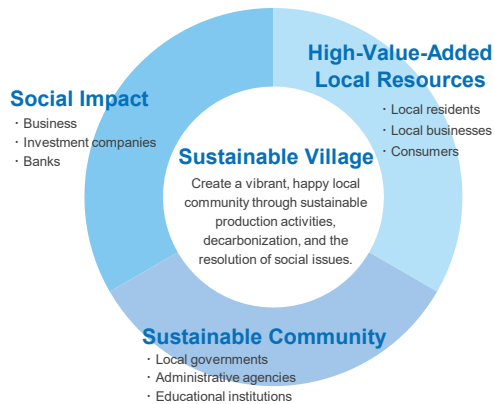 High-Value-Added
Local Resources
・Local residents
・Local businesses
・Consumers
Social Impact
・Business
・Investment companies
・Banks
Sustainable Village
Create a vibrant, happy local
community through sustainable
production activities,
decarbonization, and the
resolution of social issues.
Sustainable Community
・Local governments
・Administrative agencies
・Educational institutions